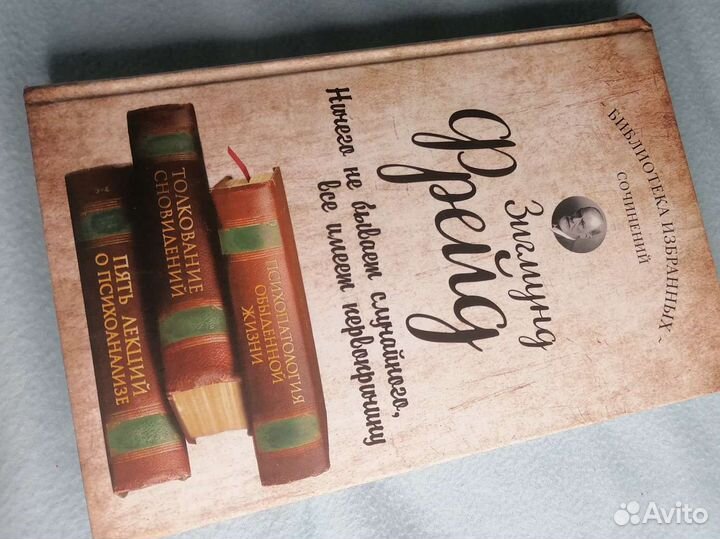 БИБЛИОТЕКА ИЗБРАННЫХ
СОЧИНЕНИЙ
Зигмунд
Фрейд
Ничего не бывает случайного,
все имеет первопричину
ПСИХОПАТОЛОГИЯ
ОБЫДЕННОЙ
ЖИЗНИ
ТОЛКОВАНИЕ
СНОВИДЕНИЙ
ПЯТЬ ЛЕКЦИЙ
О ПСИХОАНАЛИЗЕ
Avito